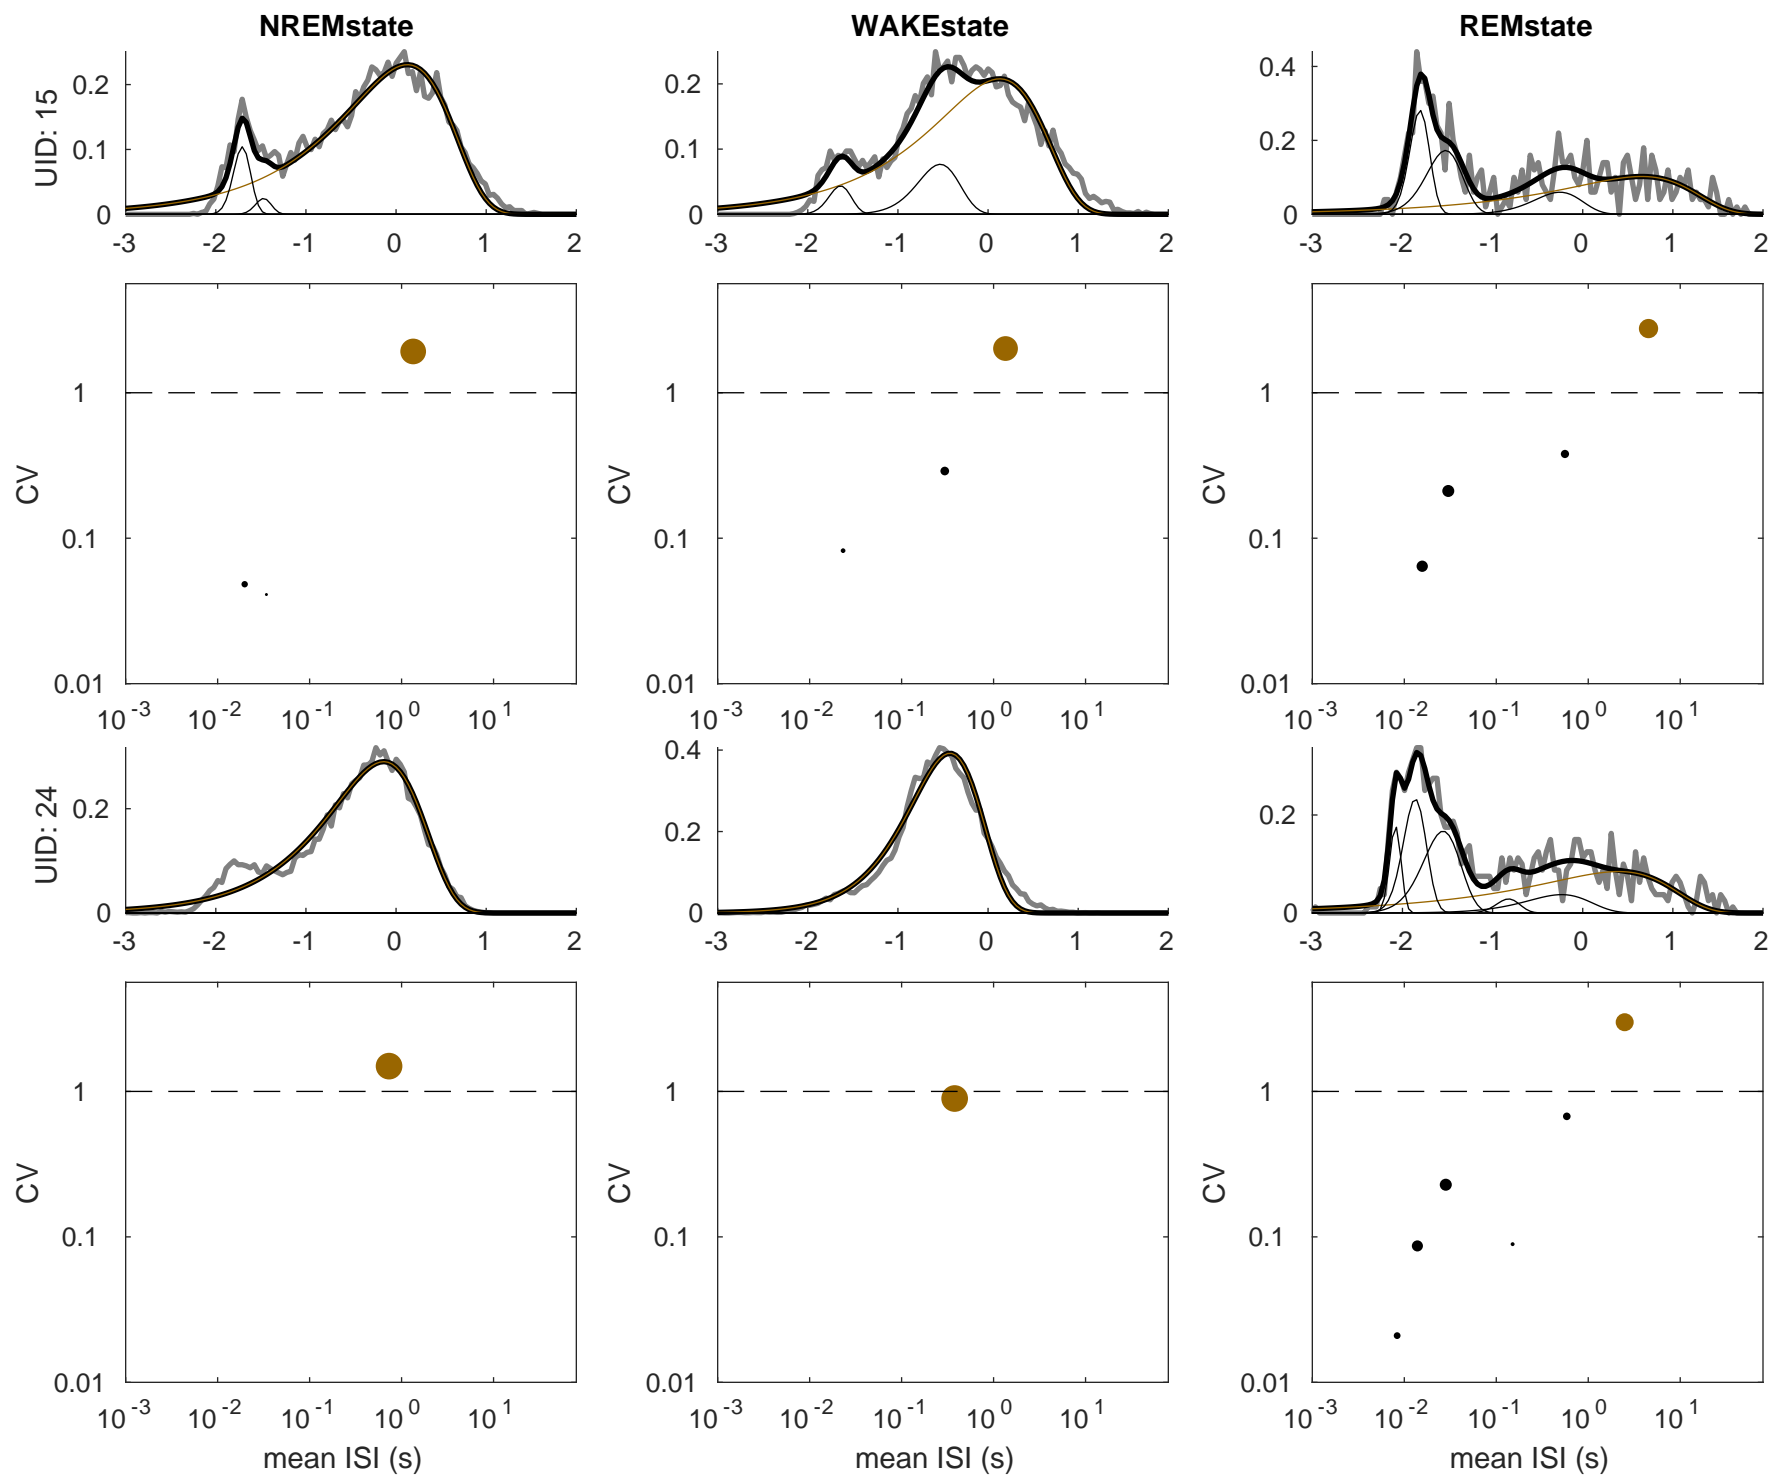 NREMstate WAKEstate REMstate
UID: 15
0.2 0.1 0
-3 -2 -1 0 1 2
0.2 0.1 0
-3 -2 -1 0 1 2
0.4 0.2 0
-3 -2 -1 0 1 2
CV
1 0.1 0.01
10^-3 10^-2 10^-1 10^0 10^1
CV
1 0.1 0.01
10^-3 10^-2 10^-1 10^0 10^1
CV
1 0.1 0.01
10^-3 10^-2 10^-1 10^0 10^1
UID: 24
0.2 0
-3 -2 -1 0 1 2
0.4 0.2 0
-3 -2 -1 0 1 2
0.2 0
-3 -2 -1 0 1 2
CV
1 0.1 0.01
10^-3 10^-2 10^-1 10^0 10^1
mean ISI (s)
CV
1 0.1 0.01
10^-3 10^-2 10^-1 10^0 10^1
mean ISI (s)
CV
1 0.1 0.01
10^-3 10^-2 10^-1 10^0 10^1
mean ISI (s)